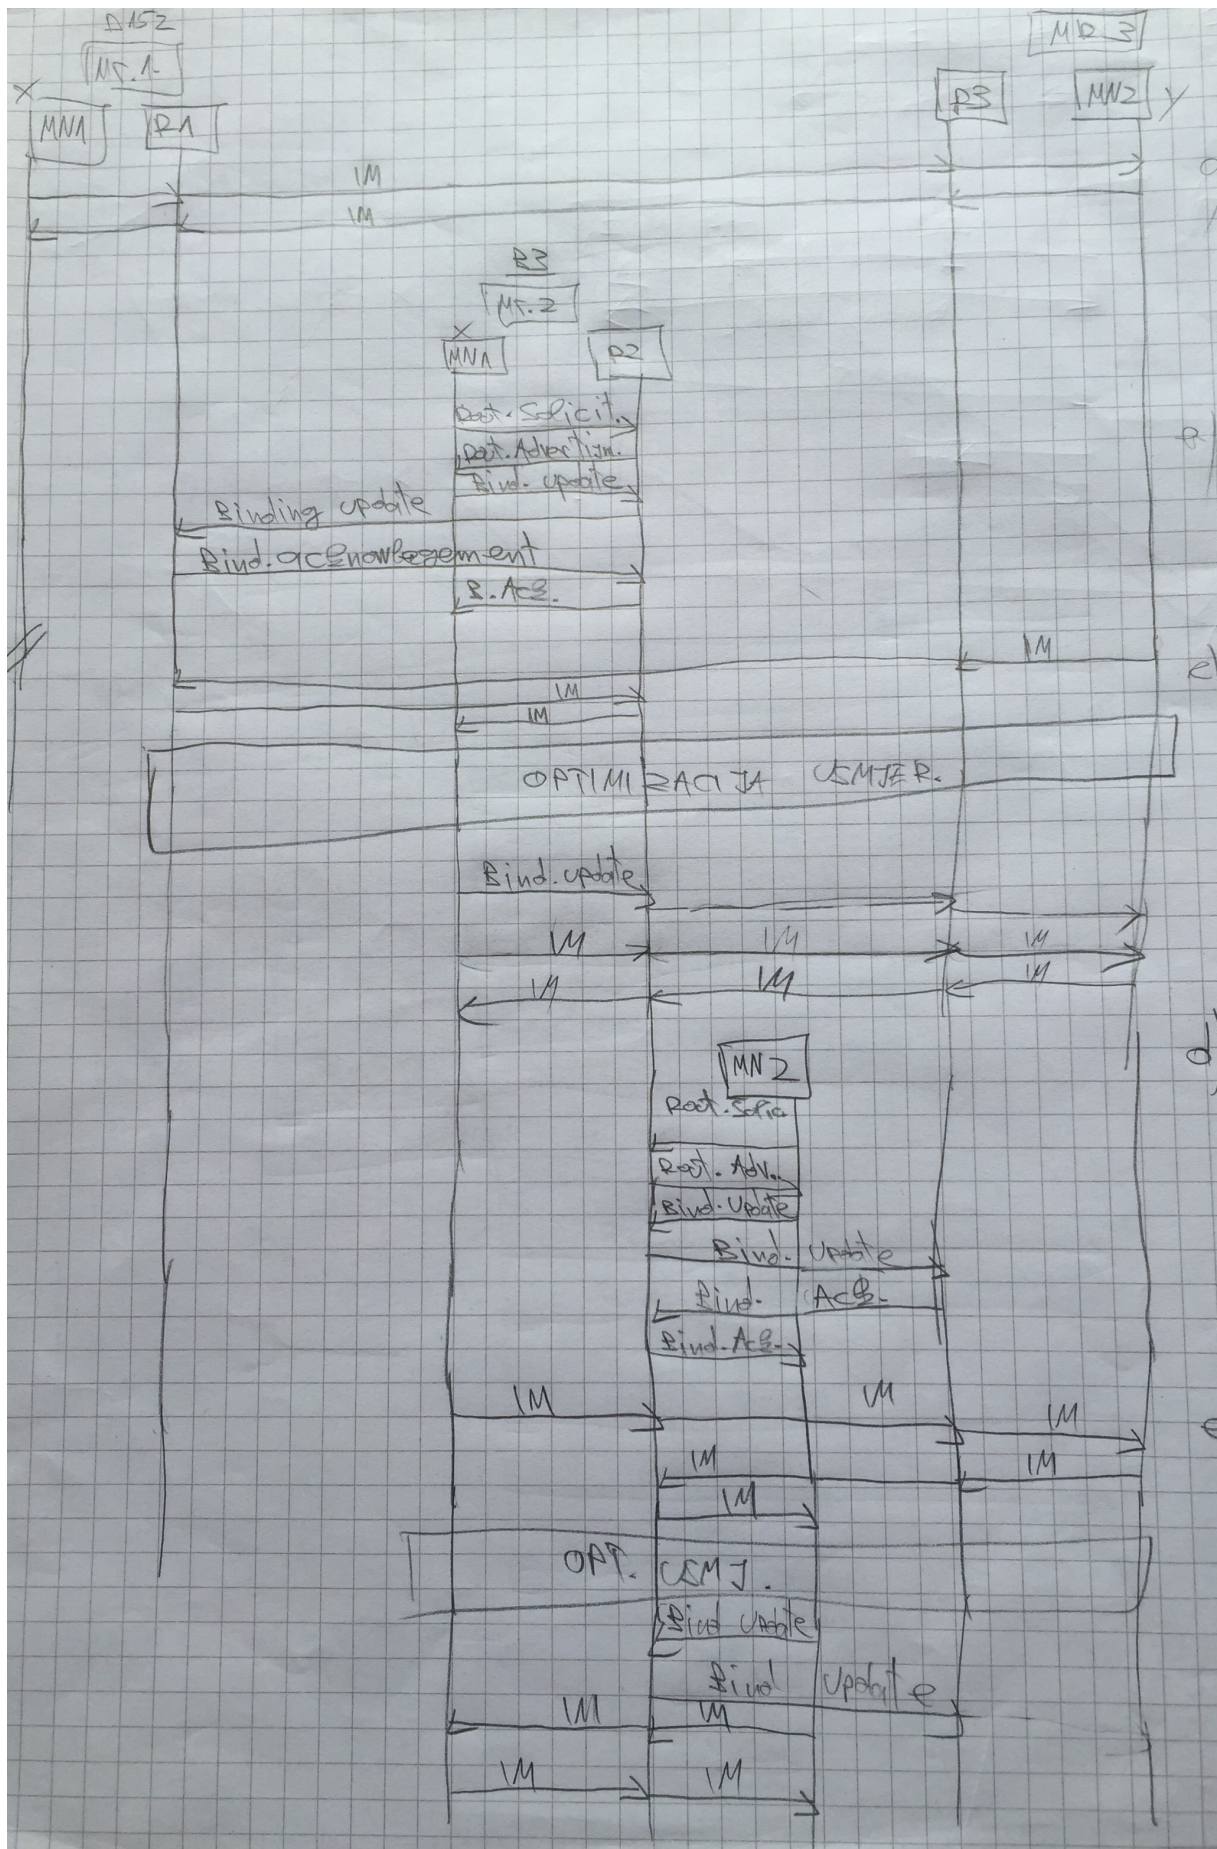 MR.3
X
MN1
R1
R3
MN2
Y
IM
IM
R3
X
MN1
R2
Rout. Solicit.
Rout. Advertism.
Bind. update
Binding update
Bind. acknowlegement
B. Ack.
IM
e)
IM
IM
OPTIMIZACIJA USMJER.
Bind. update
IM
IM
IM
IM
IM
IM
MN2
d)
Rout. Solic
Rout. Adv.
Bind. Update
Bind. Update
Bind. Ack.
Bind. Ack.
IM
IM
IM
IM
IM
IM
OPT. USMJ.
Bind Update
Bind Update
IM
IM
IM
IM